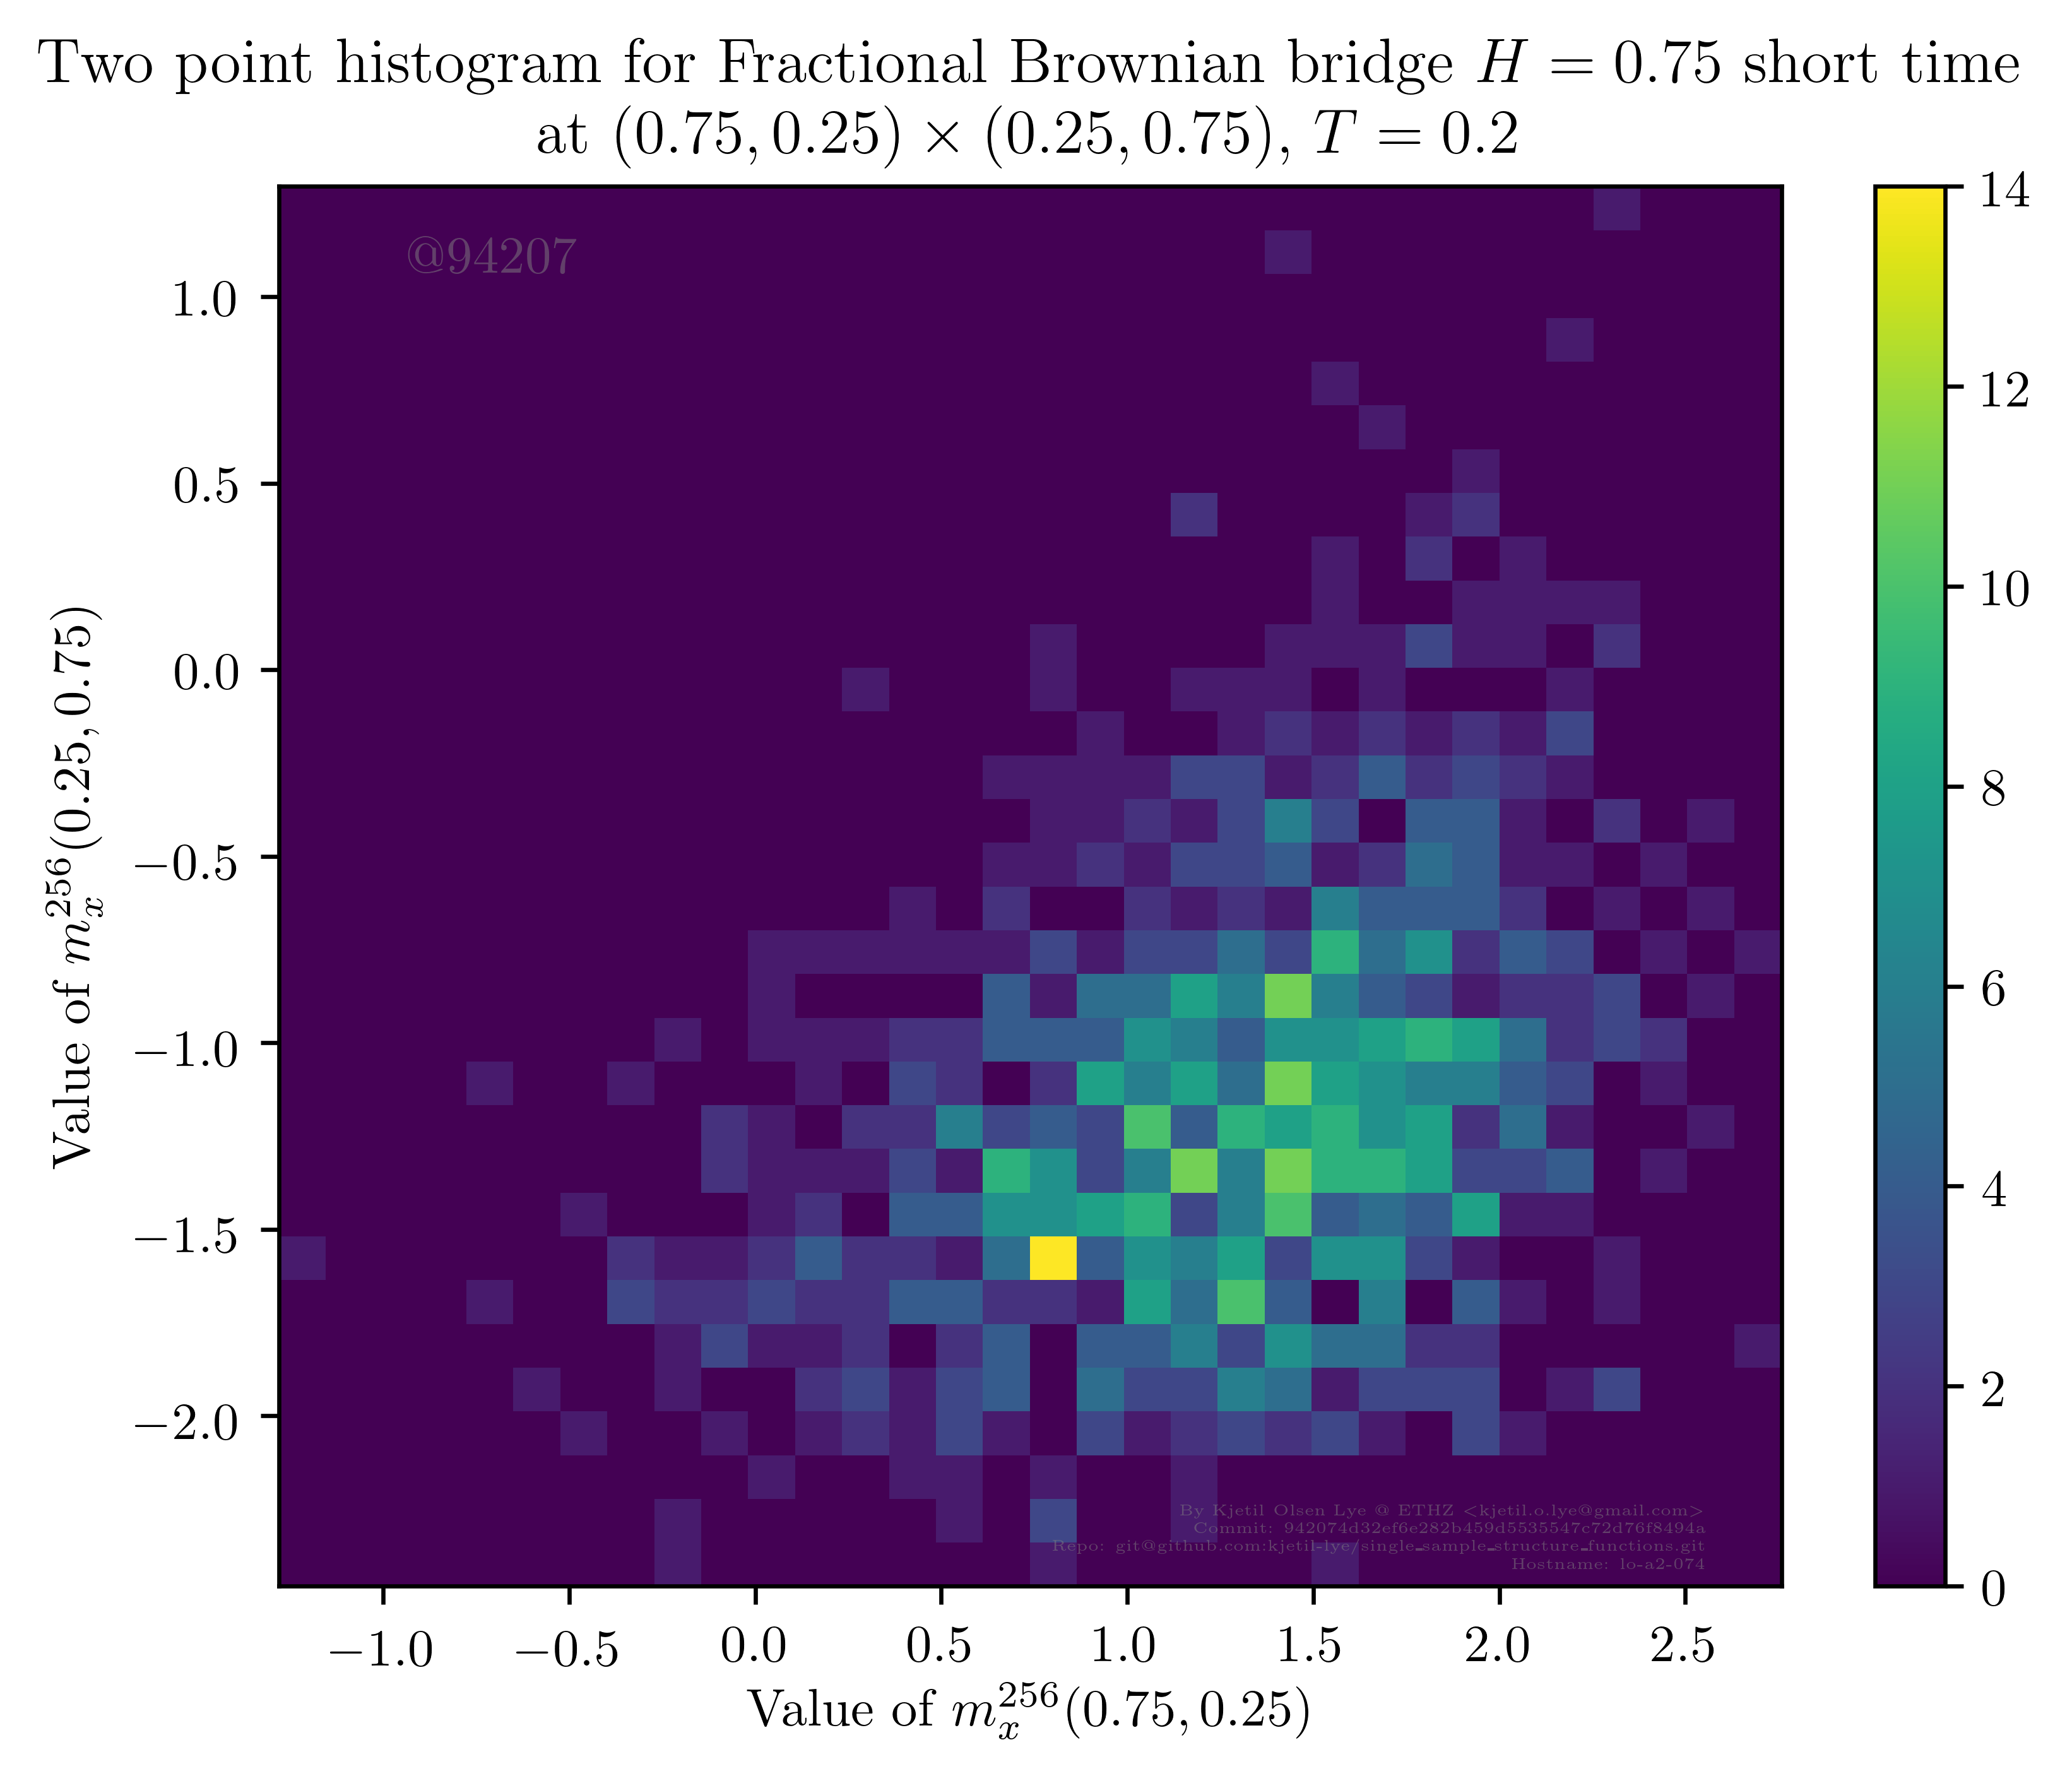 Two point histogram for Fractional Brownian bridge H = 0.75 short time
at (0.75, 0.25) × (0.25, 0.75), T = 0.2
@94207
14
12
10
8
6
4
2
0
1.0
0.5
0.0
−0.5
−1.0
−1.5
−2.0
Value of m_x^{256}(0.25, 0.75)
By Kjetil Olsen Lye @ ETHZ <kjetil.o.lye@gmail.com>
Commit: 942074d32ef6e282b459d5535547c72d76f8494a
Repo: git@github.com:kjetil-lye/single_sample_structure_functions.git
Hostname: lo-a2-074
−1.0 −0.5 0.0 0.5 1.0 1.5 2.0 2.5
Value of m_x^{256}(0.75, 0.25)